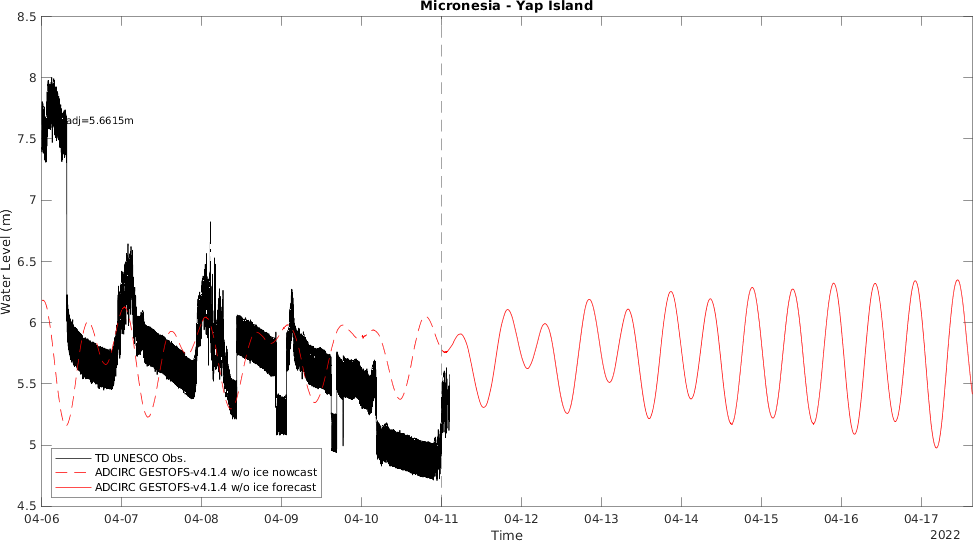 Micronesia - Yap Island
8.5
8
7.5
7
6.5
6
5.5
5
4.5
Water Level (m)
adj=5.6615m
TD UNESCO Obs.
ADCIRC GESTOFS-v4.1.4 w/o ice nowcast
ADCIRC GESTOFS-v4.1.4 w/o ice forecast
04-06 04-07 04-08 04-09 04-10 04-11 04-12 04-13 04-14 04-15 04-16 04-17
Time
2022